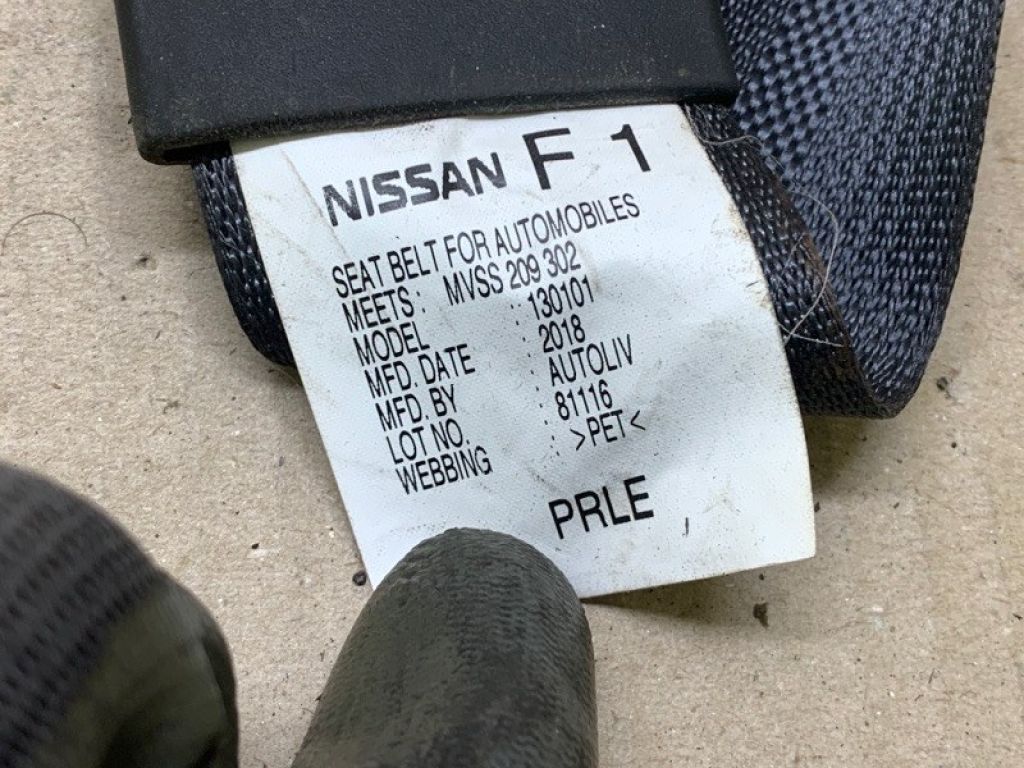 NISSAN F 1
SEAT BELT FOR AUTOMOBILES
MEETS : MVSS 209 302
MODEL : 130101
MFD. DATE : 2018
MFD. BY : AUTOLIV
LOT NO. : 81116
WEBBING : >PET<
PRLE